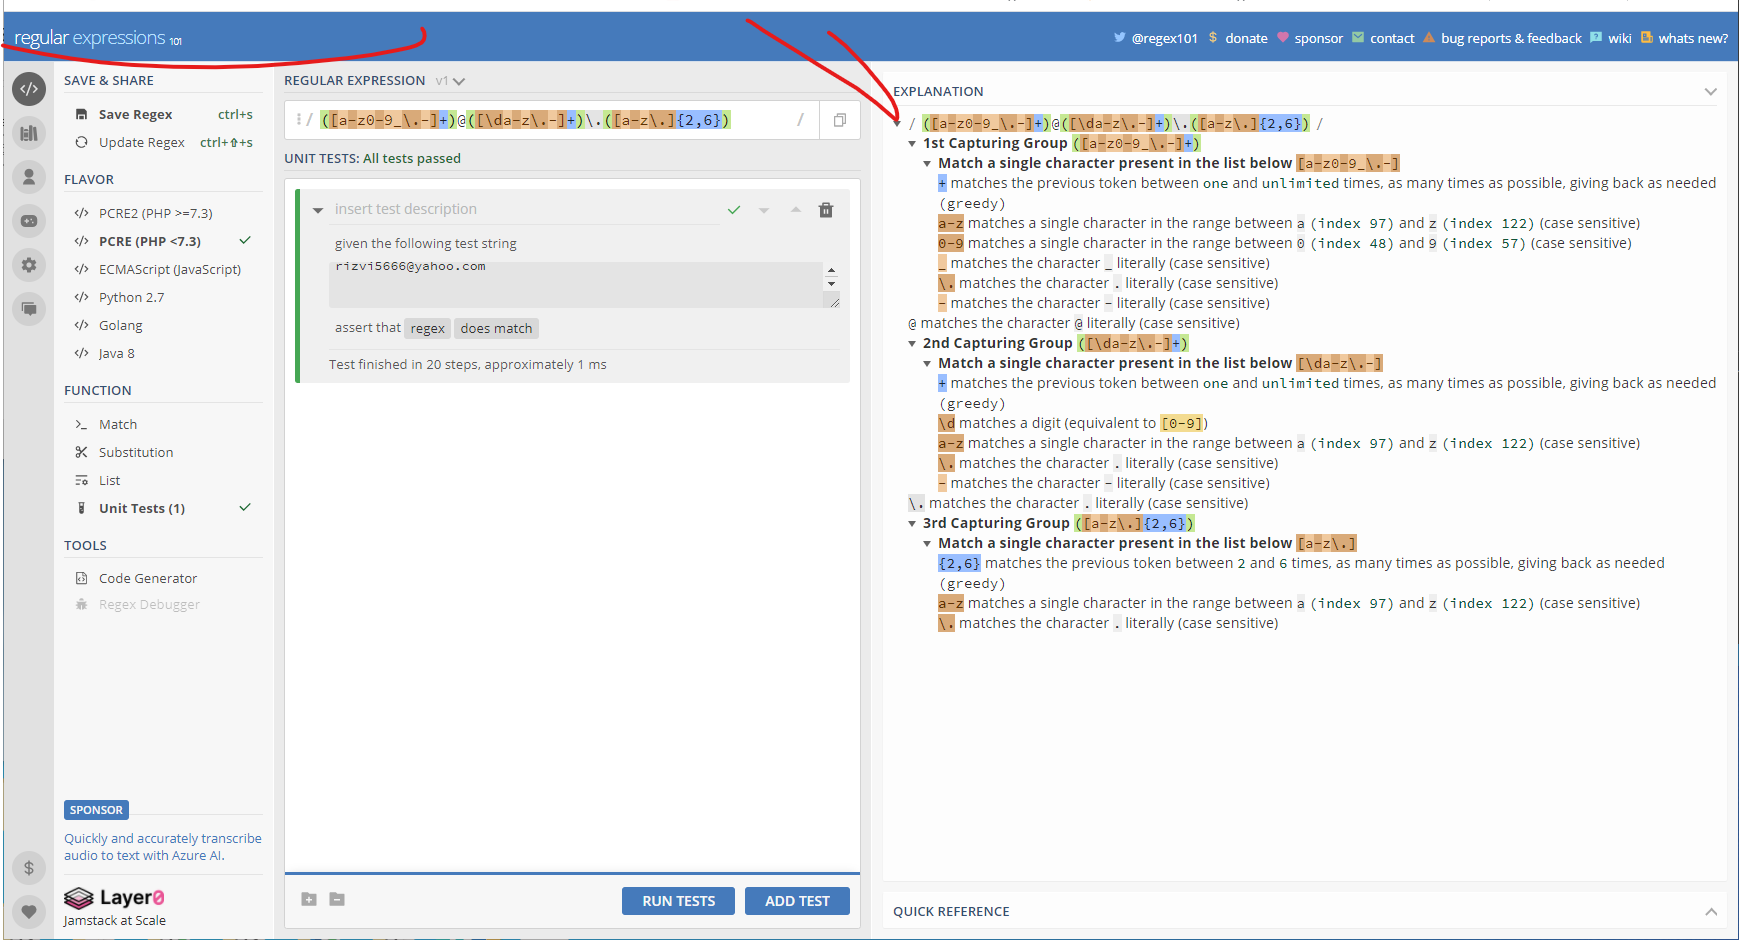 regular expressions 101
@regex101 $ donate sponsor contact bug reports & feedback wiki whats new?
SAVE & SHARE
Save Regex ctrl+s
Update Regex ctrl+⇧+s
FLAVOR
</> PCRE2 (PHP >=7.3)
</> PCRE (PHP <7.3)
</> ECMAScript (JavaScript)
</> Python 2.7
</> Golang
</> Java 8
FUNCTION
Match
Substitution
List
Unit Tests (1)
TOOLS
Code Generator
Regex Debugger
SPONSOR
Quickly and accurately transcribe
audio to text with Azure AI.
Layer0
Jamstack at Scale
REGULAR EXPRESSION v1
/ ([a-z0-9_\.-]+)@([\da-z\.-]+)\.([a-z\.]{2,6}) /
UNIT TESTS: All tests passed
insert test description
given the following test string
rizvi5666@yahoo.com
assert that regex does match
Test finished in 20 steps, approximately 1 ms
RUN TESTS ADD TEST
EXPLANATION
/ ([a-z0-9_\.-]+)@([\da-z\.-]+)\.([a-z\.]{2,6}) /
1st Capturing Group ([a-z0-9_\.-]+)
Match a single character present in the list below [a-z0-9_\.-]
+ matches the previous token between one and unlimited times, as many times as possible, giving back as needed
(greedy)
a-z matches a single character in the range between a (index 97) and z (index 122) (case sensitive)
0-9 matches a single character in the range between 0 (index 48) and 9 (index 57) (case sensitive)
_ matches the character _ literally (case sensitive)
\. matches the character . literally (case sensitive)
- matches the character - literally (case sensitive)
@ matches the character @ literally (case sensitive)
2nd Capturing Group ([\da-z\.-]+)
Match a single character present in the list below [\da-z\.-]
+ matches the previous token between one and unlimited times, as many times as possible, giving back as needed
(greedy)
\d matches a digit (equivalent to [0-9])
a-z matches a single character in the range between a (index 97) and z (index 122) (case sensitive)
\. matches the character . literally (case sensitive)
- matches the character - literally (case sensitive)
\. matches the character . literally (case sensitive)
3rd Capturing Group ([a-z\.]{2,6})
Match a single character present in the list below [a-z\.]
{2,6} matches the previous token between 2 and 6 times, as many times as possible, giving back as needed
(greedy)
a-z matches a single character in the range between a (index 97) and z (index 122) (case sensitive)
\. matches the character . literally (case sensitive)
QUICK REFERENCE